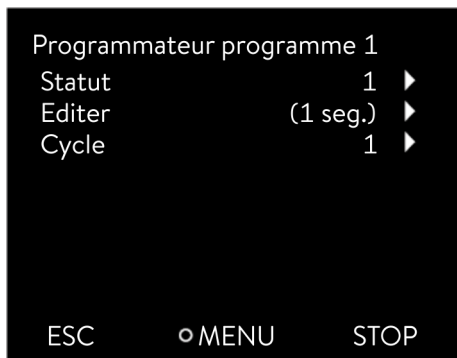 Programmateur programme 1
Statut 1
Editer (1 seg.)
Cycle 1
ESC MENU STOP